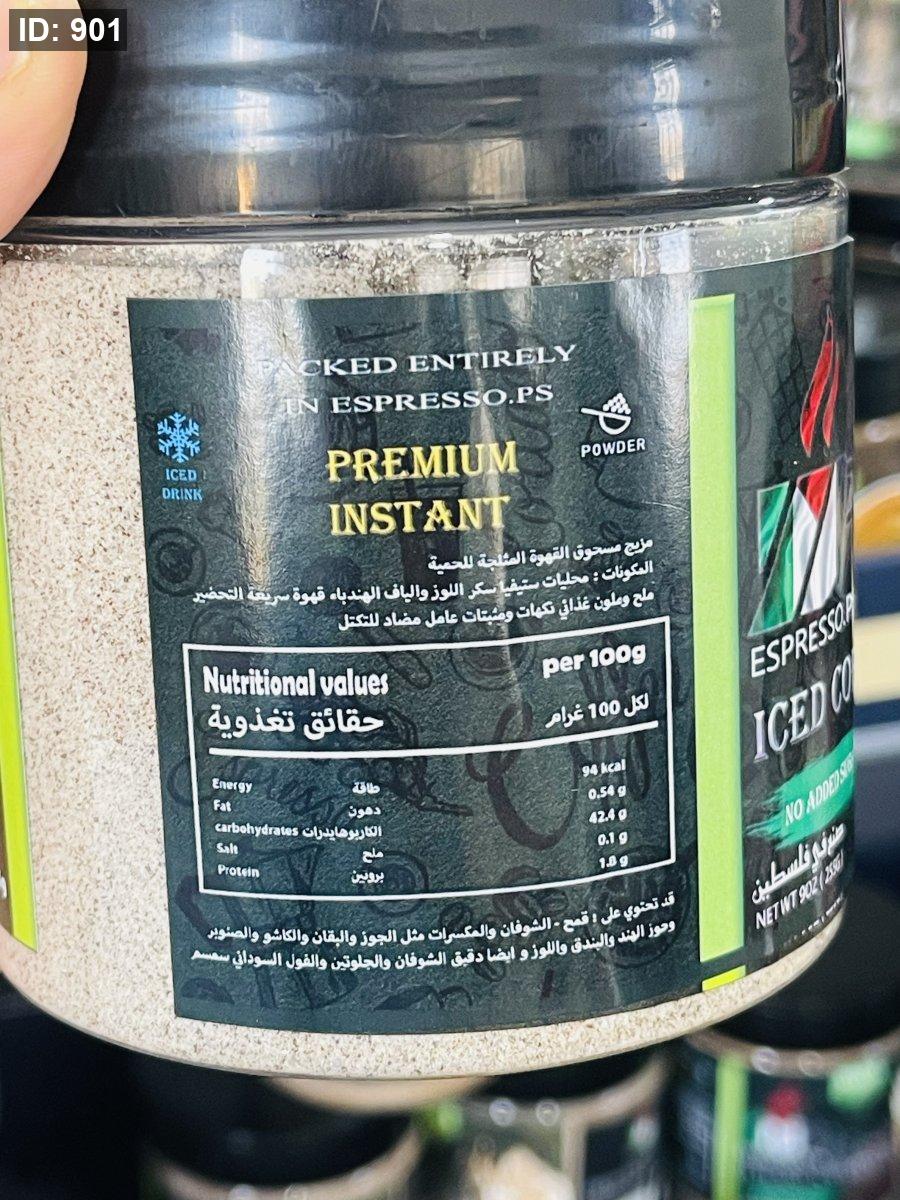 ID: 901
PACKED ENTIRELY
IN ESPRESSO.PS
ICED
DRINK
POWDER
PREMIUM
INSTANT
مزيج مسحوق القهوة المثلجة للحمية
المكونات : محليات ستيفيا سكر اللوز والياف الهندباء قهوة سريعة التحضير
ملح وملون غذائي نكهات ومثبتات عامل مضاد للتكتل
Nutritional values per 100g
حقائق تغذوية لكل 100 غرام
Energy طاقة 94 kcal
Fat دهون 0.54 g
carbohydrates الكاربوهايدرات 42.4 g
Salt ملح 0.1 g
Protein بروتين 1.8 g
قد تحتوي على : قمح - الشوفان والمكسرات مثل الجوز والبقان والكاشو والصنوبر
وجوز الهند والبندق واللوز و ايضا دقيق الشوفان والجلوتين والفول السوداني سمسم
ESPRESSO.PS
ICED CO
NO ADDED SU
صنع في فلسطين
NET WT 9OZ ( 255G )